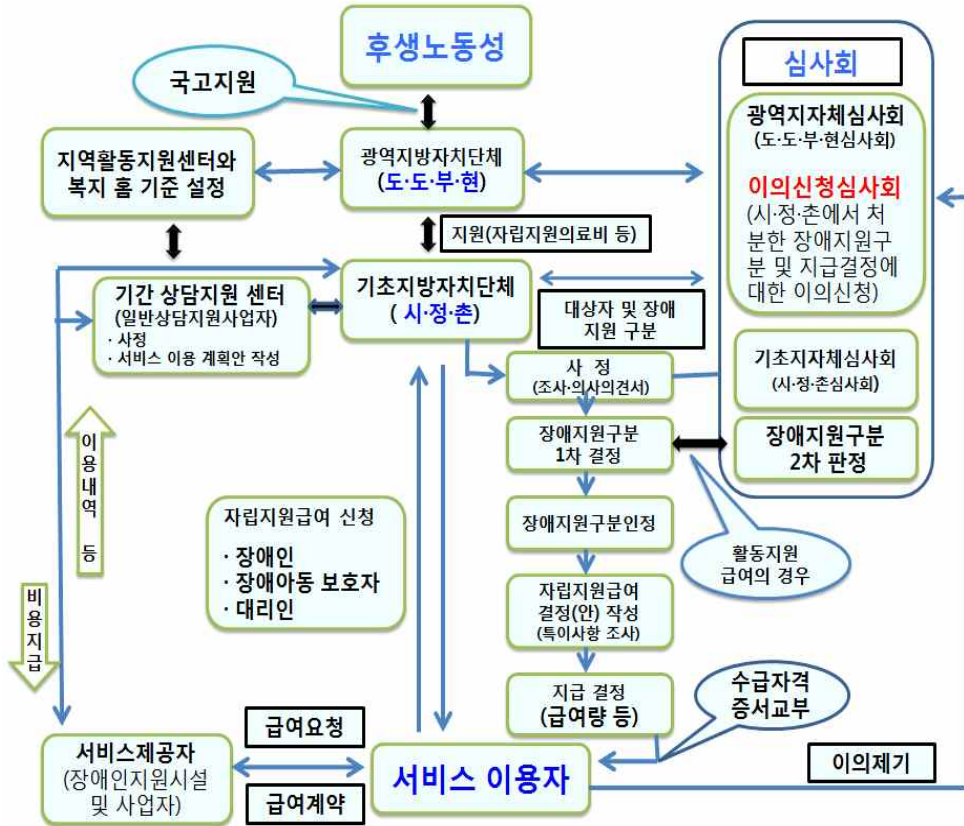 후생노동성
국고지원
심사회
광역지자체심사회
(도·도·부·현심사회)
이의신청심사회
(시·정·촌에서 처
분한 장애지원구
분 및 지급결정에
대한 이의신청)
지역활동지원센터와
복지 홈 기준 설정
광역지방자치단체
(도·도·부·현)
지원(자립지원의료비 등)
기간 상담지원 센터
(일반상담지원사업자)
· 사정
· 서비스 이용 계획안 작성
기초지방자치단체
( 시·정·촌)
대상자 및 장애
지원 구분
사 정
(조사·의사의견서)
기초지자체심사회
(시·정·촌심사회)
장애지원구분
1차 결정
장애지원구분
2차 판정
이용내역 등
자립지원급여 신청
· 장애인
· 장애아동 보호자
· 대리인
장애지원구분인정
활동지원
급여의 경우
자립지원급여
결정(안) 작성
(특이사항 조사)
비용지급
지급 결정
(급여량 등)
수급자격
증서교부
서비스제공자
(장애인지원시설
및 사업자)
급여요청
급여계약
서비스 이용자
이의제기